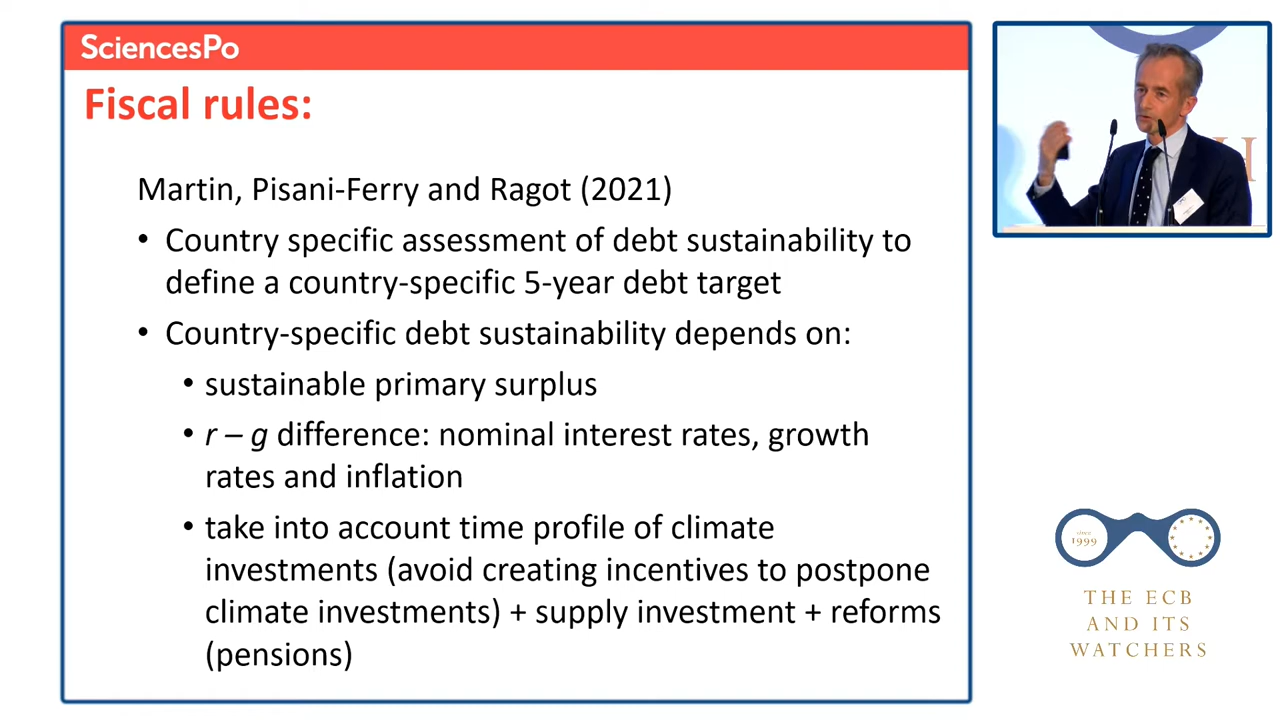 SciencesPo
Fiscal rules:
Martin, Pisani-Ferry and Ragot (2021)
• Country specific assessment of debt sustainability to
define a country-specific 5-year debt target
• Country-specific debt sustainability depends on:
• sustainable primary surplus
• r – g difference: nominal interest rates, growth
rates and inflation
• take into account time profile of climate
investments (avoid creating incentives to postpone
climate investments) + supply investment + reforms
(pensions)
H
since
1999
THE ECB
AND ITS
WATCHERS